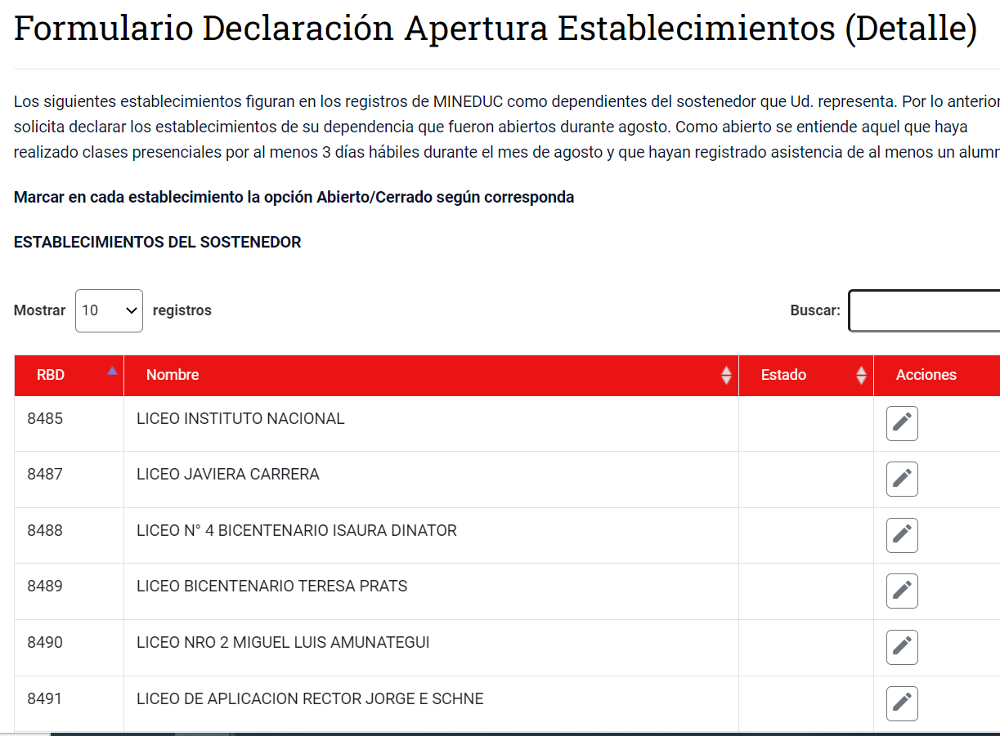 Formulario Declaración Apertura Establecimientos (Detalle)
Los siguientes establecimientos figuran en los registros de MINEDUC como dependientes del sostenedor que Ud. representa. Por lo anterior
solicita declarar los establecimientos de su dependencia que fueron abiertos durante agosto. Como abierto se entiende aquel que haya
realizado clases presenciales por al menos 3 días hábiles durante el mes de agosto y que hayan registrado asistencia de al menos un alumn
Marcar en cada establecimiento la opción Abierto/Cerrado según corresponda
ESTABLECIMIENTOS DEL SOSTENEDOR
Mostrar 10 registros Buscar:
RBD Nombre Estado Acciones
8485 LICEO INSTITUTO NACIONAL
8487 LICEO JAVIERA CARRERA
8488 LICEO N° 4 BICENTENARIO ISAURA DINATOR
8489 LICEO BICENTENARIO TERESA PRATS
8490 LICEO NRO 2 MIGUEL LUIS AMUNATEGUI
8491 LICEO DE APLICACION RECTOR JORGE E SCHNE